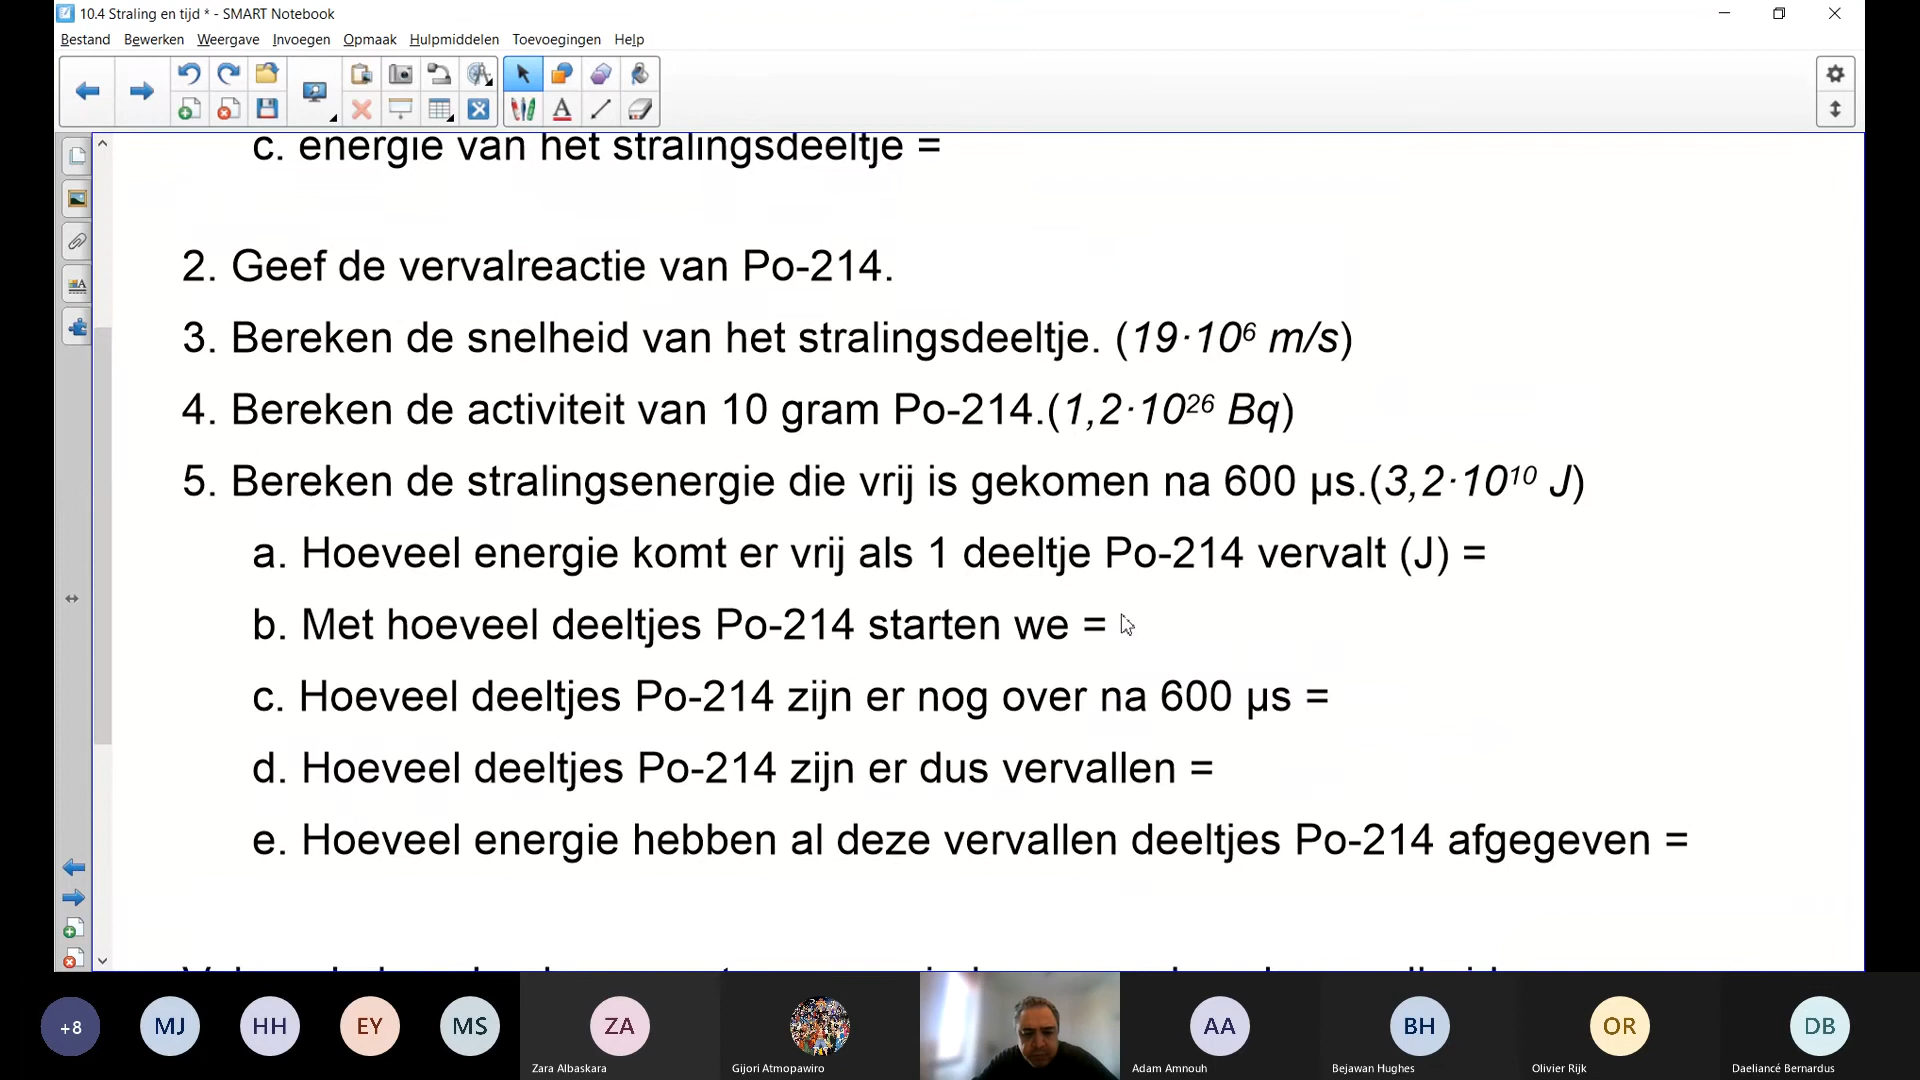 10.4 Straling en tijd * - SMART Notebook
Bestand Bewerken Weergave Invoegen Opmaak Hulpmiddelen Toevoegingen Help
c. energie van het stralingsdeeltje =
2. Geef de vervalreactie van Po-214.
3. Bereken de snelheid van het stralingsdeeltje. (19·10⁶ m/s)
4. Bereken de activiteit van 10 gram Po-214.(1,2·10²⁶ Bq)
5. Bereken de stralingsenergie die vrij is gekomen na 600 µs.(3,2·10¹⁰ J)
a. Hoeveel energie komt er vrij als 1 deeltje Po-214 vervalt (J) =
b. Met hoeveel deeltjes Po-214 starten we =
c. Hoeveel deeltjes Po-214 zijn er nog over na 600 µs =
d. Hoeveel deeltjes Po-214 zijn er dus vervallen =
e. Hoeveel energie hebben al deze vervallen deeltjes Po-214 afgegeven =
+8 MJ HH EY MS ZA AA BH OR DB
Zara Albaskara Gijori Atmopawiro Adam Amnouh Bejawan Hughes Olivier Rijk Daeliancé Bernardus